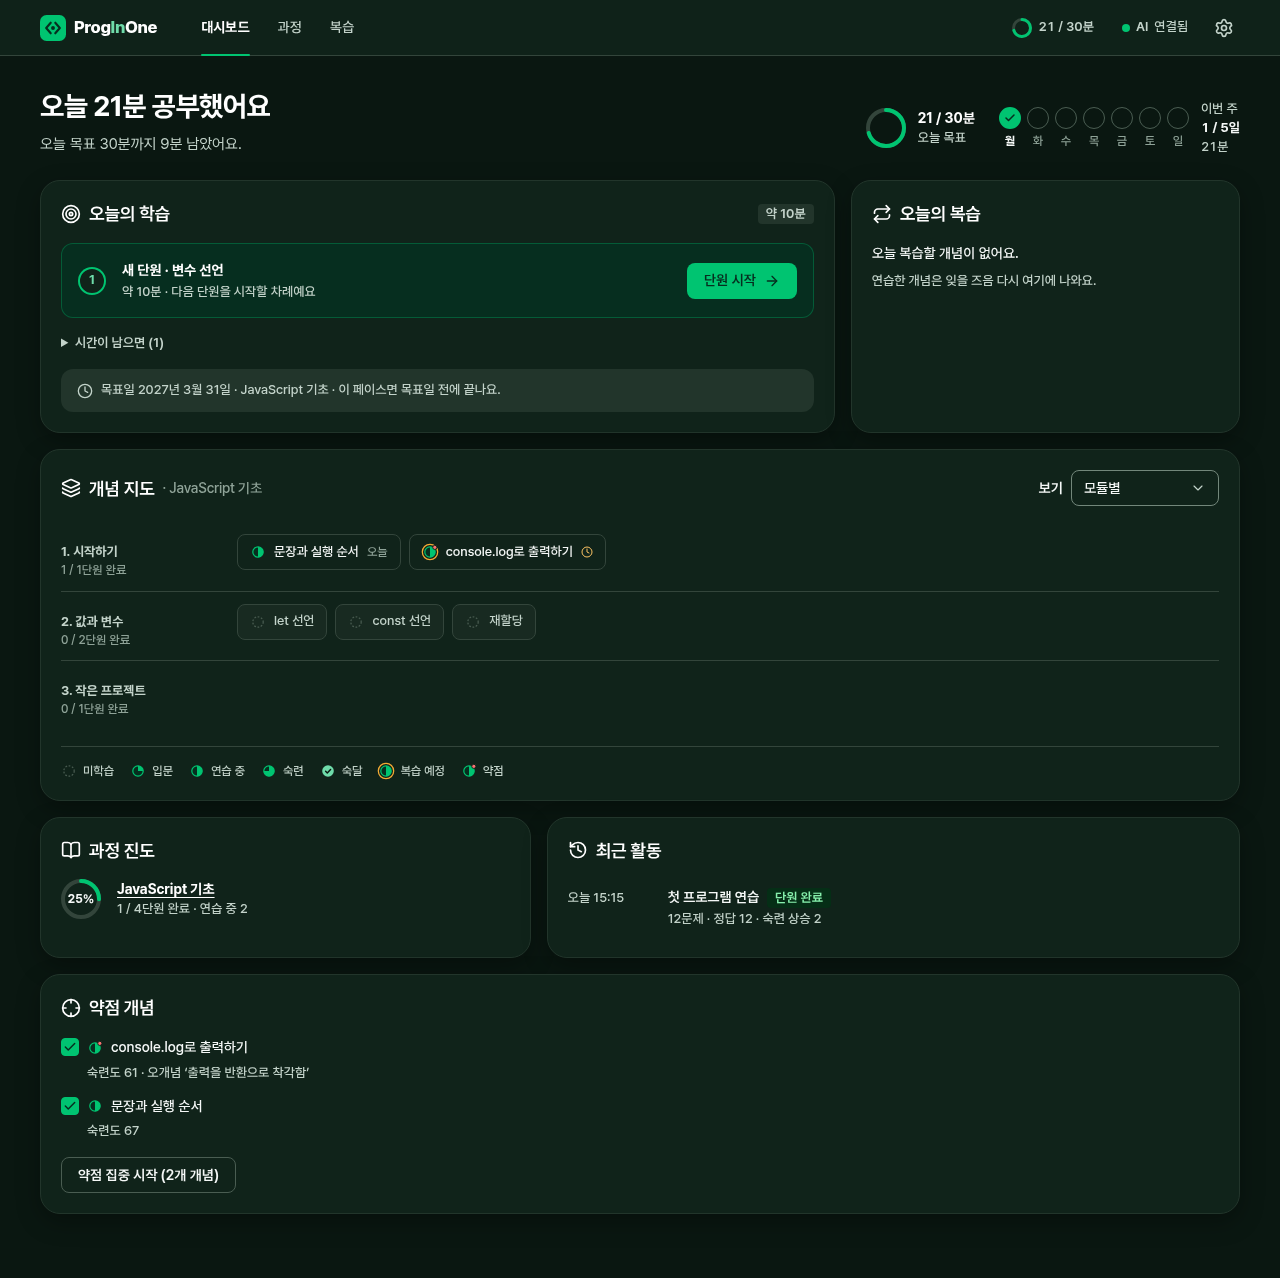 ProgInOne
대시보드
과정
복습
21 / 30분
AI 연결됨
오늘 21분 공부했어요
오늘 목표 30분까지 9분 남았어요.
21 / 30분
오늘 목표
월 화 수 목 금 토 일
이번 주
1 / 5일
21분
오늘의 학습
약 10분
1
새 단원 · 변수 선언
약 10분 · 다음 단원을 시작할 차례예요
단원 시작
시간이 남으면 (1)
목표일 2027년 3월 31일 · JavaScript 기초 · 이 페이스면 목표일 전에 끝나요.
오늘의 복습
오늘 복습할 개념이 없어요.
연습한 개념은 잊을 즈음 다시 여기에 나와요.
개념 지도 · JavaScript 기초
보기
모듈별
1. 시작하기
1 / 1단원 완료
문장과 실행 순서 오늘
console.log로 출력하기
2. 값과 변수
0 / 2단원 완료
let 선언
const 선언
재할당
3. 작은 프로젝트
0 / 1단원 완료
미학습 입문 연습 중 숙련 숙달 복습 예정 약점
과정 진도
25%
JavaScript 기초
1 / 4단원 완료 · 연습 중 2
최근 활동
오늘 15:15
첫 프로그램 연습 단원 완료
12문제 · 정답 12 · 숙련 상승 2
약점 개념
console.log로 출력하기
숙련도 61 · 오개념 ‘출력을 반환으로 착각함’
문장과 실행 순서
숙련도 67
약점 집중 시작 (2개 개념)